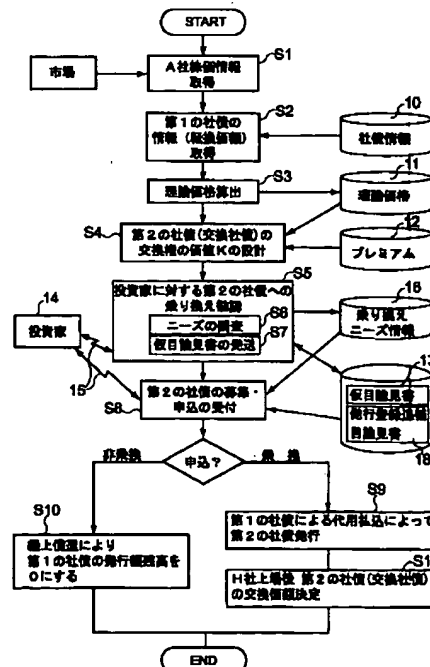 START
S1
市場
A社株価情報
取得
S2
10
第1の社債の
情報(転換価額)
取得
社債情報
S3
11
理論価格算出
理論価格
S4
12
第2の社債(交換社債)の
交換権の価値Kの設計
プレミアム
S5
14
投資家に対する第2の社債への
乗り換え勧誘
16
S6
ニーズの調査
S7
仮目論見書の発送
投資家
乗り換え
ニーズ情報
15
17
仮目論見書
S8
第2の社債の募集・
申込の受付
発行登録追補
目論見書
18
非乗換
申込?
乗換
S9
S10
第1の社債による代用払込によって
第2の社債発行
繰上償還により
第1の社債の発行額残高を
0にする
S1
H社上場後 第2の社債(交換社債)
の交換価額決定
END